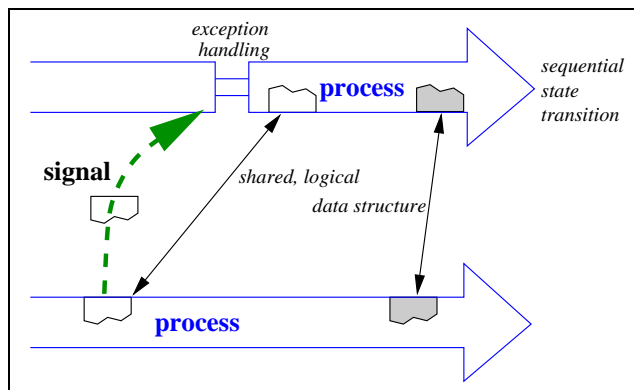 exception
handling
process
sequential
state
transition
signal
shared, logical
data structure
process